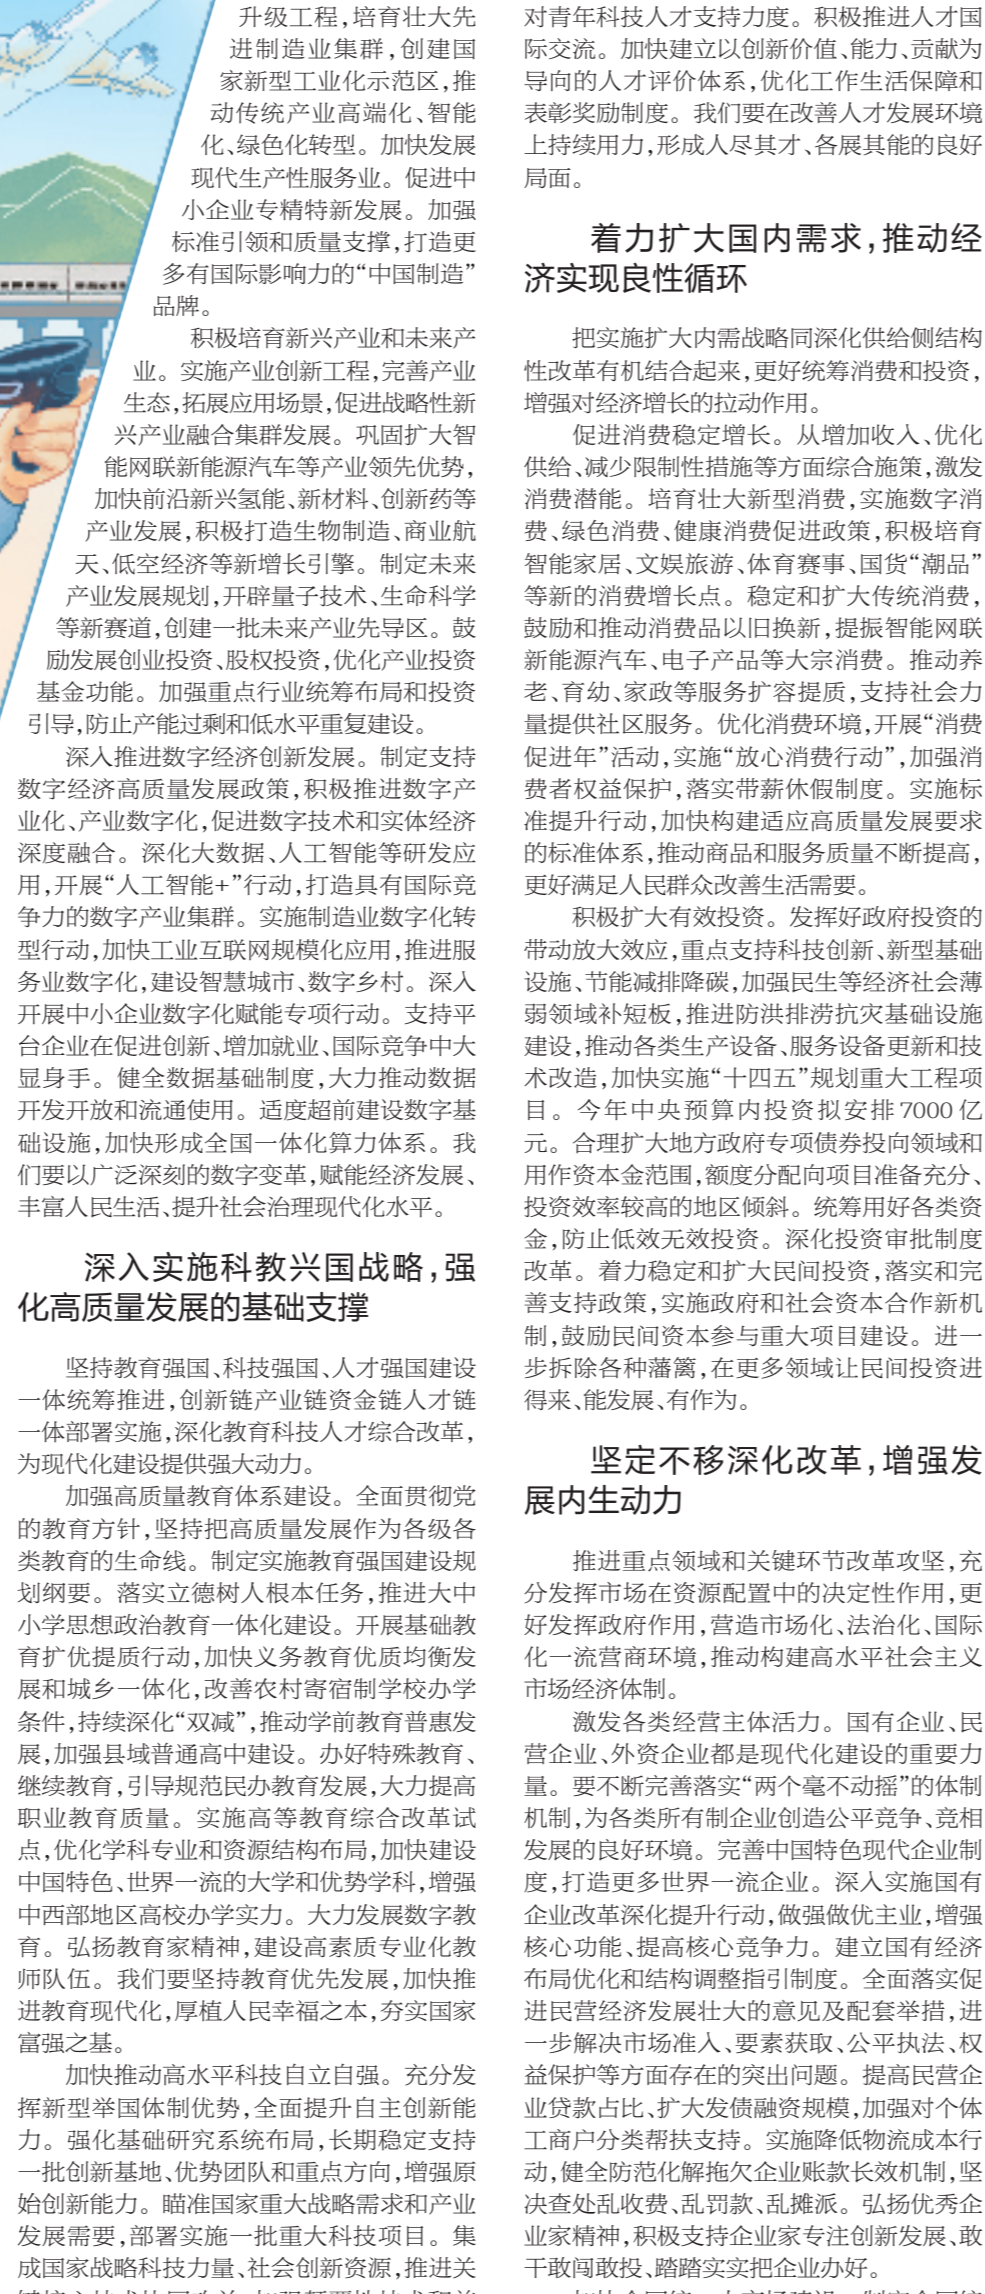 升级工程，培育壮大先
进制造业集群，创建国
家新型工业化示范区，推
动传统产业高端化、智能
化、绿色化转型。加快发展
现代生产性服务业。促进中
小企业专精特新发展。加强
标准引领和质量支撑，打造更
多有国际影响力的“中国制造”
品牌。
积极培育新兴产业和未来产
业。实施产业创新工程，完善产业
生态，拓展应用场景，促进战略性新
兴产业融合集群发展。巩固扩大智
能网联新能源汽车等产业领先优势，
加快前沿新兴氢能、新材料、创新药等
产业发展，积极打造生物制造、商业航
天、低空经济等新增长引擎。制定未来
产业发展规划，开辟量子技术、生命科学
等新赛道，创建一批未来产业先导区。鼓
励发展创业投资、股权投资，优化产业投资
基金功能。加强重点行业统筹布局和投资
引导，防止产能过剩和低水平重复建设。
深入推进数字经济创新发展。制定支持
数字经济高质量发展政策，积极推进数字产
业化、产业数字化，促进数字技术和实体经济
深度融合。深化大数据、人工智能等研发应
用，开展“人工智能+”行动，打造具有国际竞
争力的数字产业集群。实施制造业数字化转
型行动，加快工业互联网规模化应用，推进服
务业数字化，建设智慧城市、数字乡村。深入
开展中小企业数字化赋能专项行动。支持平
台企业在促进创新、增加就业、国际竞争中大
显身手。健全数据基础制度，大力推动数据
开发开放和流通使用。适度超前建设数字基
础设施，加快形成全国一体化算力体系。我
们要以广泛深刻的数字变革，赋能经济发展、
丰富人民生活、提升社会治理现代化水平。
深入实施科教兴国战略，强
化高质量发展的基础支撑
坚持教育强国、科技强国、人才强国建设
一体统筹推进，创新链产业链资金链人才链
一体部署实施，深化教育科技人才综合改革，
为现代化建设提供强大动力。
加强高质量教育体系建设。全面贯彻党
的教育方针，坚持把高质量发展作为各级各
类教育的生命线。制定实施教育强国建设规
划纲要。落实立德树人根本任务，推进大中
小学思想政治教育一体化建设。开展基础教
育扩优提质行动，加快义务教育优质均衡发
展和城乡一体化，改善农村寄宿制学校办学
条件，持续深化“双减”，推动学前教育普惠发
展，加强县域普通高中建设。办好特殊教育、
继续教育，引导规范民办教育发展，大力提高
职业教育质量。实施高等教育综合改革试
点，优化学科专业和资源结构布局，加快建设
中国特色、世界一流的大学和优势学科，增强
中西部地区高校办学实力。大力发展数字教
育。弘扬教育家精神，建设高素质专业化教
师队伍。我们要坚持教育优先发展，加快推
进教育现代化，厚植人民幸福之本，夯实国家
富强之基。
加快推动高水平科技自立自强。充分发
挥新型举国体制优势，全面提升自主创新能
力。强化基础研究系统布局，长期稳定支持
一批创新基地、优势团队和重点方向，增强原
始创新能力。瞄准国家重大战略需求和产业
发展需要，部署实施一批重大科技项目。集
成国家战略科技力量、社会创新资源，推进关
对青年科技人才支持力度。积极推进人才国
际交流。加快建立以创新价值、能力、贡献为
导向的人才评价体系，优化工作生活保障和
表彰奖励制度。我们要在改善人才发展环境
上持续用力，形成人尽其才、各展其能的良好
局面。
着力扩大国内需求，推动经
济实现良性循环
把实施扩大内需战略同深化供给侧结构
性改革有机结合起来，更好统筹消费和投资，
增强对经济增长的拉动作用。
促进消费稳定增长。从增加收入、优化
供给、减少限制性措施等方面综合施策，激发
消费潜能。培育壮大新型消费，实施数字消
费、绿色消费、健康消费促进政策，积极培育
智能家居、文娱旅游、体育赛事、国货“潮品”
等新的消费增长点。稳定和扩大传统消费，
鼓励和推动消费品以旧换新，提振智能网联
新能源汽车、电子产品等大宗消费。推动养
老、育幼、家政等服务扩容提质，支持社会力
量提供社区服务。优化消费环境，开展“消费
促进年”活动，实施“放心消费行动”，加强消
费者权益保护，落实带薪休假制度。实施标
准提升行动，加快构建适应高质量发展要求
的标准体系，推动商品和服务质量不断提高，
更好满足人民群众改善生活需要。
积极扩大有效投资。发挥好政府投资的
带动放大效应，重点支持科技创新、新型基础
设施、节能减排降碳，加强民生等经济社会薄
弱领域补短板，推进防洪排涝抗灾基础设施
建设，推动各类生产设备、服务设备更新和技
术改造，加快实施“十四五”规划重大工程项
目。今年中央预算内投资拟安排7000亿
元。合理扩大地方政府专项债券投向领域和
用作资本金范围，额度分配向项目准备充分、
投资效率较高的地区倾斜。统筹用好各类资
金，防止低效无效投资。深化投资审批制度
改革。着力稳定和扩大民间投资，落实和完
善支持政策，实施政府和社会资本合作新机
制，鼓励民间资本参与重大项目建设。进一
步拆除各种藩篱，在更多领域让民间投资进
得来、能发展、有作为。
坚定不移深化改革，增强发
展内生动力
推进重点领域和关键环节改革攻坚，充
分发挥市场在资源配置中的决定性作用，更
好发挥政府作用，营造市场化、法治化、国际
化一流营商环境，推动构建高水平社会主义
市场经济体制。
激发各类经营主体活力。国有企业、民
营企业、外资企业都是现代化建设的重要力
量。要不断完善落实“两个毫不动摇”的体制
机制，为各类所有制企业创造公平竞争、竞相
发展的良好环境。完善中国特色现代企业制
度，打造更多世界一流企业。深入实施国有
企业改革深化提升行动，做强做优主业，增强
核心功能、提高核心竞争力。建立国有经济
布局优化和结构调整指引制度。全面落实促
进民营经济发展壮大的意见及配套举措，进
一步解决市场准入、要素获取、公平执法、权
益保护等方面存在的突出问题。提高民营企
业贷款占比、扩大发债融资规模，加强对个体
工商户分类帮扶支持。实施降低物流成本行
动，健全防范化解拖欠企业账款长效机制，坚
决查处乱收费、乱罚款、乱摊派。弘扬优秀企
业家精神，积极支持企业家专注创新发展、敢
干敢闯敢投、踏踏实实把企业办好。